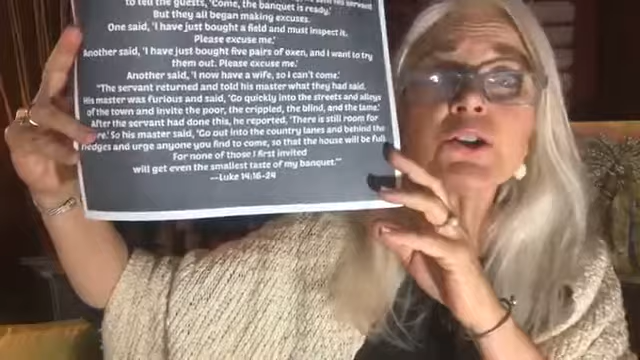 to tell the guests, 'Come, the banquet is ready.'
But they all began making excuses.
One said, 'I have just bought a field and must inspect it.
Please excuse me.'
Another said, 'I have just bought five pairs of oxen, and I want to try
them out. Please excuse me.'
Another said, 'I now have a wife, so I can't come.'
"The servant returned and told his master what they had said.
His master was furious and said, 'Go quickly into the streets and alleys
of the town and invite the poor, the crippled, the blind, and the lame.'
after the servant had done this, he reported, 'There is still room for
re.' So his master said, 'Go out into the country lanes and behind the
hedges and urge anyone you find to come, so that the house will be full.
For none of those I first invited
will get even the smallest taste of my banquet.'"
—Luke 14:16-24